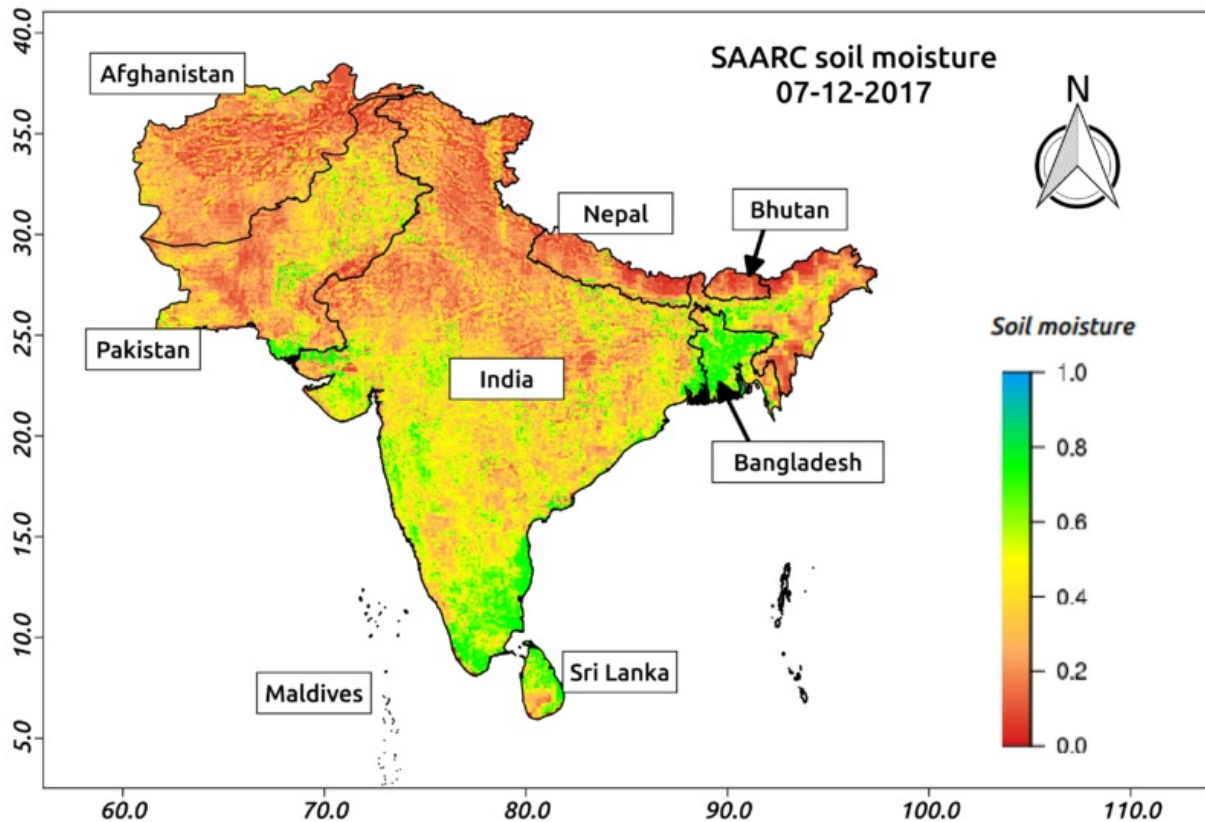 SAARC soil moisture
07-12-2017
N
Afghanistan
Nepal
Bhutan
Pakistan
India
Bangladesh
Sri Lanka
Maldives
Soil moisture
1.0
0.8
0.6
0.4
0.2
0.0
40.0
35.0
30.0
25.0
20.0
15.0
10.0
5.0
60.0 70.0 80.0 90.0 100.0 110.0